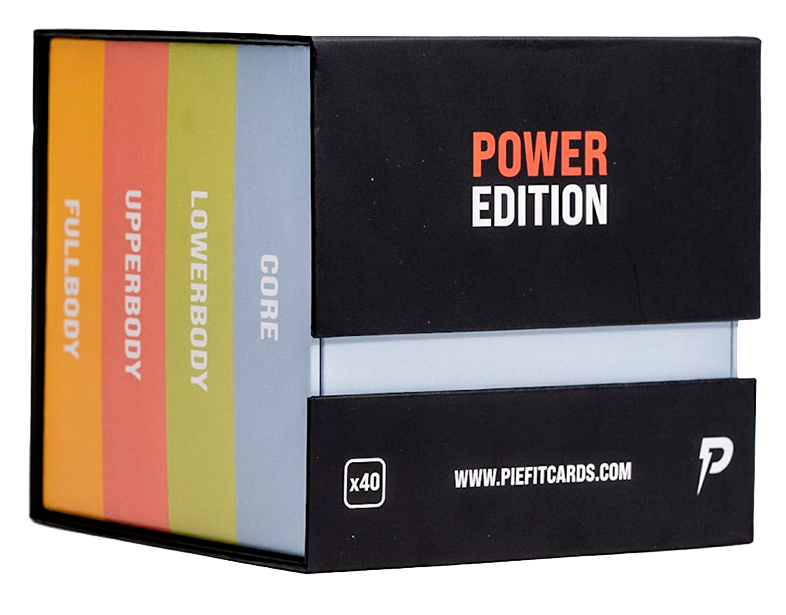 FULLBODY
UPPERBODY
LOWERBODY
CORE
POWER
EDITION
x40
WWW.PIEFITCARDS.COM